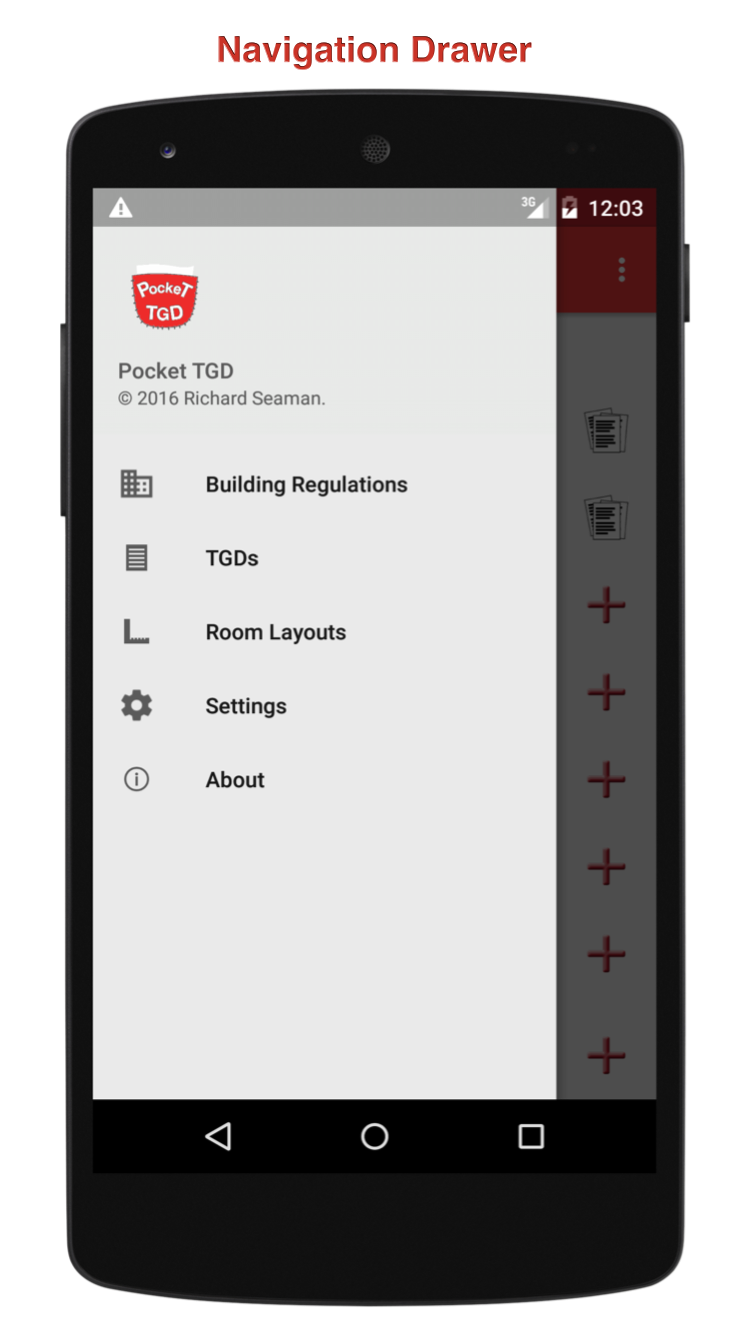 Navigation Drawer
3G
12:03
PockeT
TGD
Pocket TGD
© 2016 Richard Seaman.
Building Regulations
TGDs
Room Layouts
Settings
About